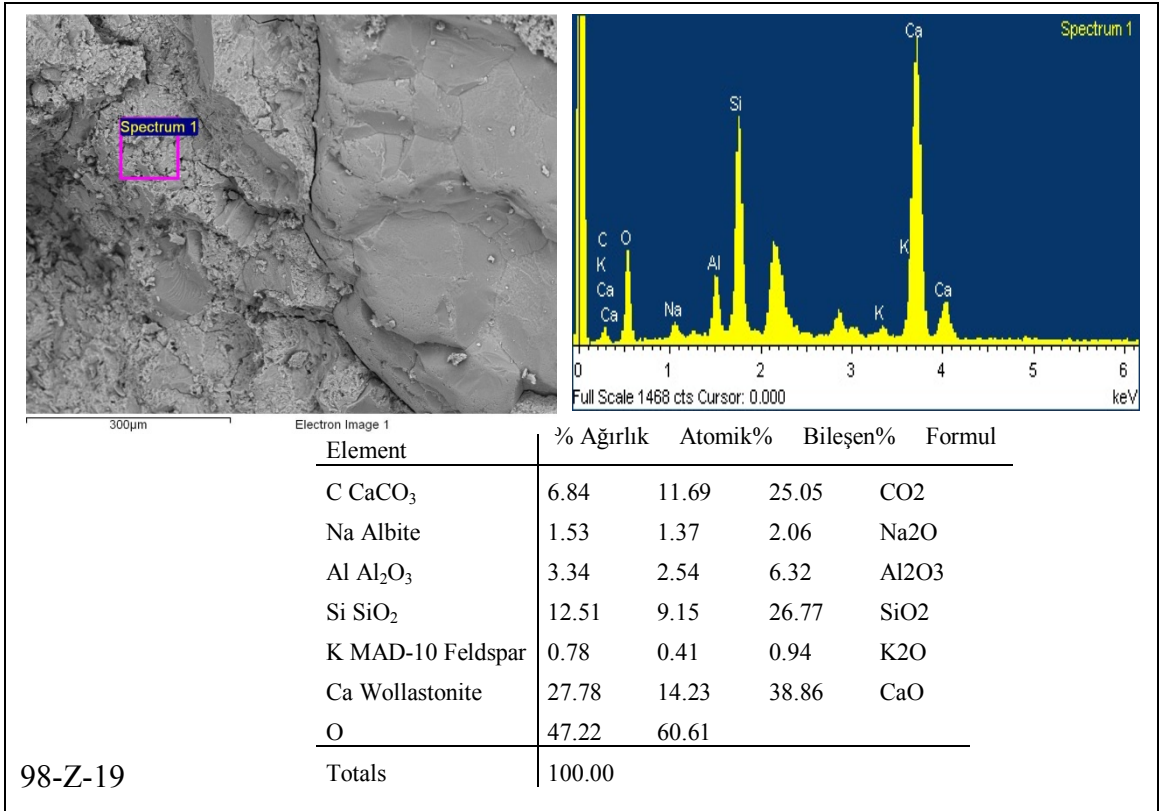 Spectrum 1
300µm
Electron Image 1
Spectrum 1
Ca
Si
C
O
K
Al
K
Ca
Ca
Na
K
Ca
0 1 2 3 4 5 6
Full Scale 1468 cts Cursor: 0.000 keV
Element % Ağırlık Atomik% Bileşen% Formul
C CaCO₃ 6.84 11.69 25.05 CO2
Na Albite 1.53 1.37 2.06 Na2O
Al Al₂O₃ 3.34 2.54 6.32 Al2O3
Si SiO₂ 12.51 9.15 26.77 SiO2
K MAD-10 Feldspar 0.78 0.41 0.94 K2O
Ca Wollastonite 27.78 14.23 38.86 CaO
O 47.22 60.61
Totals 100.00
98-Z-19